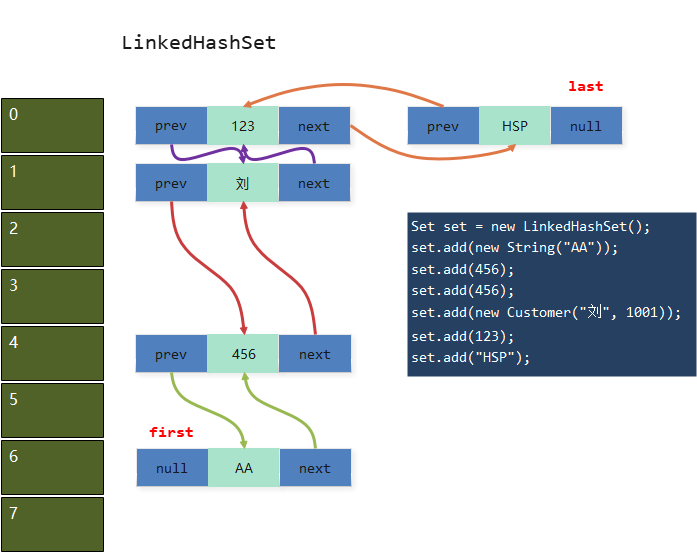 LinkedHashSet
last
0
prev 123 next
prev HSP null
1
prev 刘 next
2
3
4
prev 456 next
5
first
6
null AA next
7
Set set = new LinkedHashSet();
set.add(new String("AA"));
set.add(456);
set.add(456);
set.add(new Customer("刘", 1001));
set.add(123);
set.add("HSP");